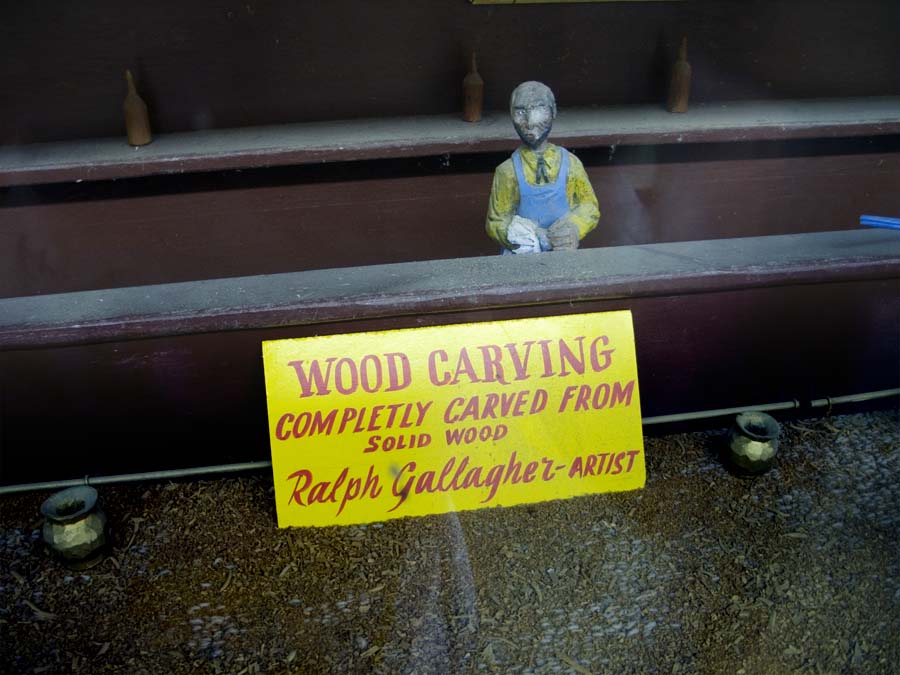 WOOD CARVING
COMPLETLY CARVED FROM
SOLID WOOD
Ralph Gallagher-ARTIST